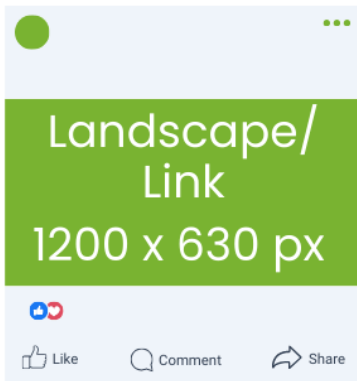 Landscape/
Link
1200 x 630 px
Like
Comment
Share